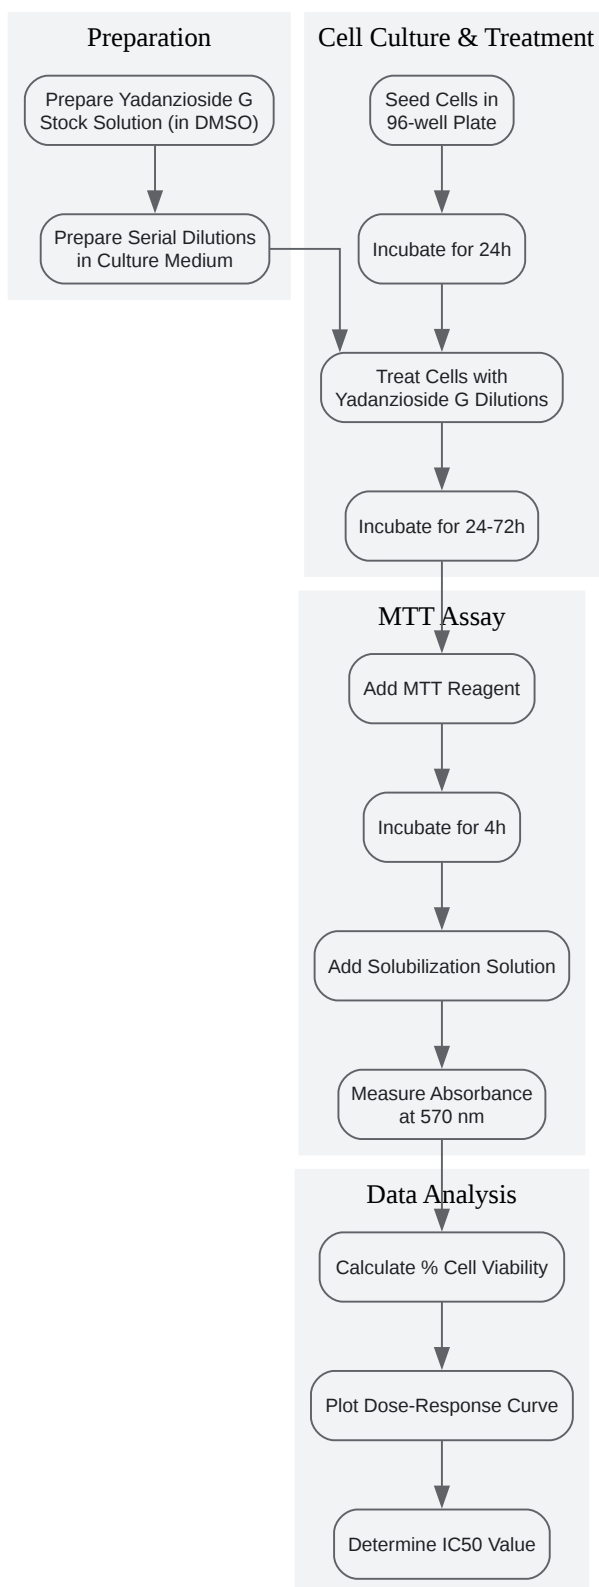 Preparation
Prepare Yadanzioside G
Stock Solution (in DMSO)
Prepare Serial Dilutions
in Culture Medium
Cell Culture & Treatment
Seed Cells in
96-well Plate
Incubate for 24h
Treat Cells with
Yadanzioside G Dilutions
Incubate for 24-72h
MTT Assay
Add MTT Reagent
Incubate for 4h
Add Solubilization Solution
Measure Absorbance
at 570 nm
Data Analysis
Calculate % Cell Viability
Plot Dose-Response Curve
Determine IC50 Value